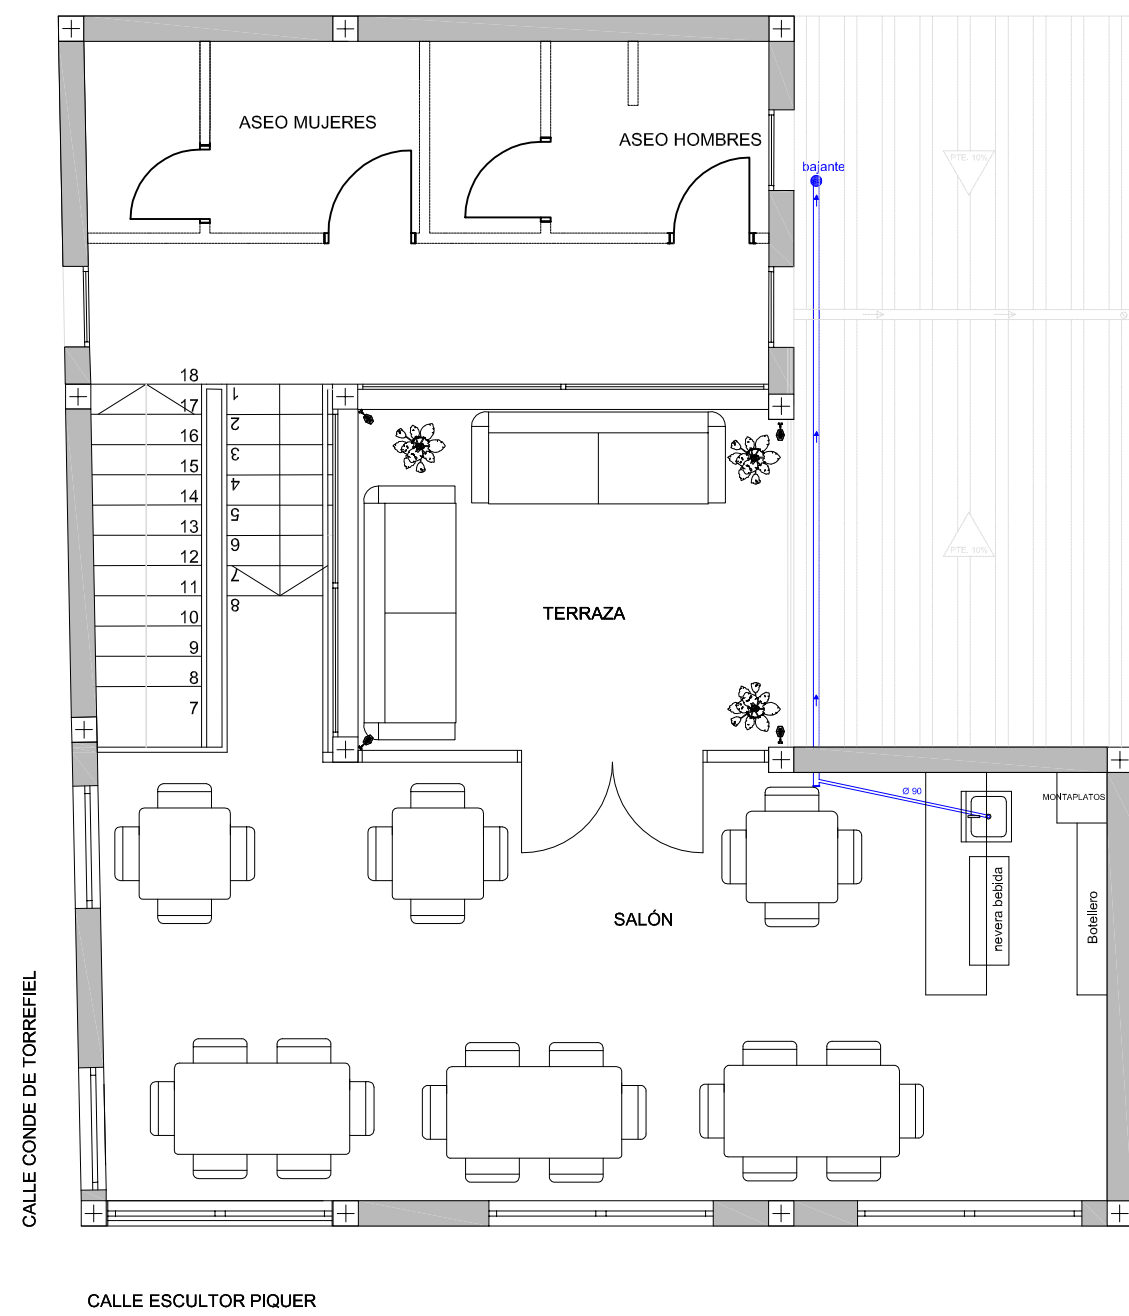 ASEO MUJERES
ASEO HOMBRES
PTE. 10%
bajante
18
17
16
15
14
13
12
11
10
9
8
7
1
2
3
4
5
6
7
8
PTE. 10%
TERRAZA
Ø 90
MONTAPLATOS
nevera bebida
Botellero
SALÓN
CALLE CONDE DE TORREFIEL
CALLE ESCULTOR PIQUER